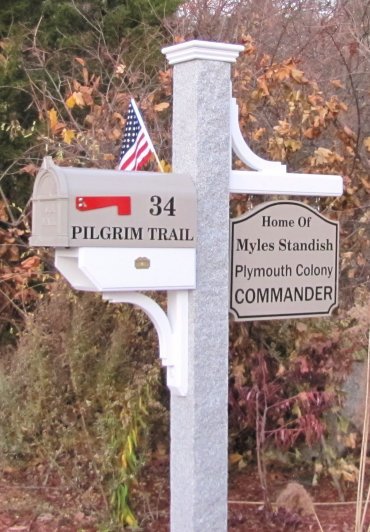 34
PILGRIM TRAIL
Home Of
Myles Standish
Plymouth Colony
COMMANDER